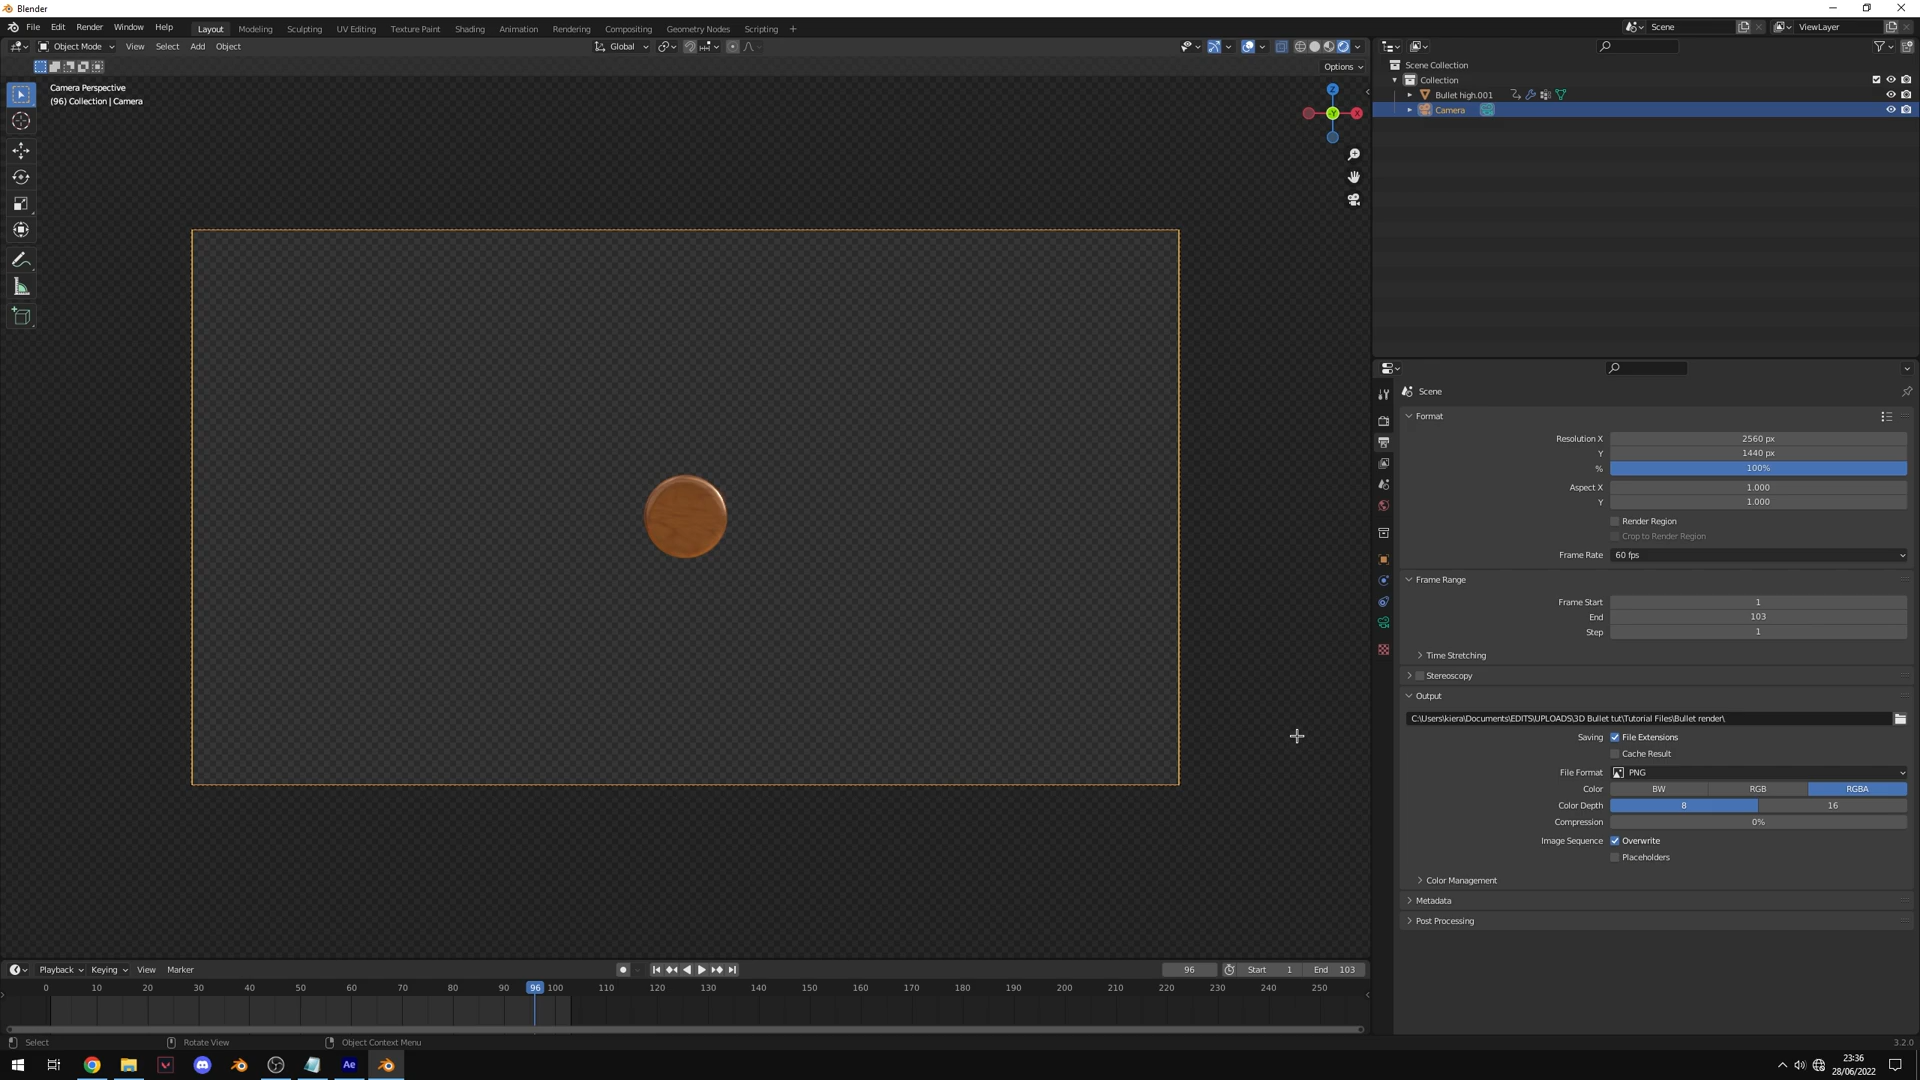 Blender
File Edit Render Window Help Layout Modeling Sculpting UV Editing Texture Paint Shading Animation Rendering Compositing Geometry Nodes Scripting + Scene ViewLayer
Object Mode View Select Add Object Global
Options
Camera Perspective
(96) Collection | Camera
Z
Y
X
Scene Collection
Collection
Bullet high.001
Camera
Scene
Format
Resolution X 2560 px
Y 1440 px
% 100%
Aspect X 1.000
Y 1.000
Render Region
Crop to Render Region
Frame Rate 60 fps
Frame Range
Frame Start 1
End 103
Step 1
Time Stretching
Stereoscopy
Output
C:\Users\kiera\Documents\EDITS\UPLOADS\3D Bullet tut\Tutorial Files\Bullet render\
Saving File Extensions
Cache Result
File Format PNG
Color BW RGB RGBA
Color Depth 8 16
Compression 0%
Image Sequence Overwrite
Placeholders
Color Management
Metadata
Post Processing
Playback Keying View Marker 96 Start 1 End 103
0 10 20 30 40 50 60 70 80 90 96 100 110 120 130 140 150 160 170 180 190 200 210 220 230 240 250
Select Rotate View Object Context Menu 3.2.0
Ae
23:36
28/06/2022